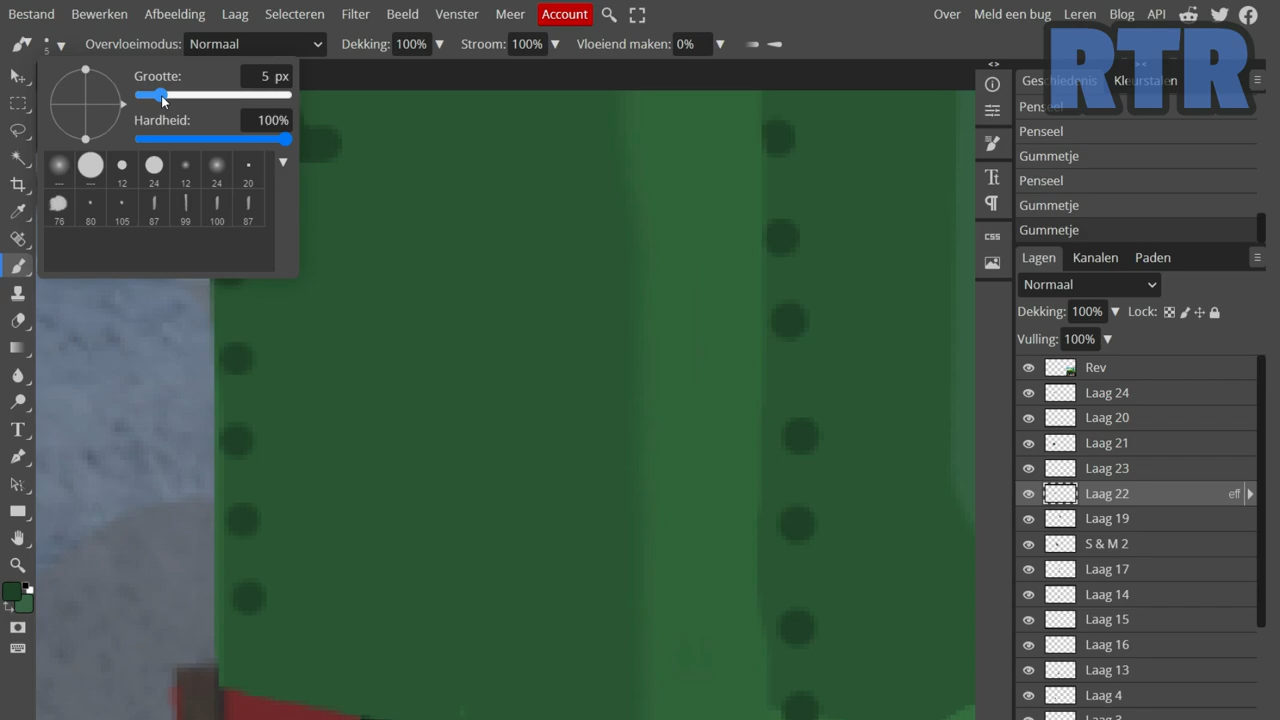 Bestand Bewerken Afbeelding Laag Selecteren Filter Beeld Venster Meer Account Over Meld een bug Leren Blog API
5 Overvloeimodus: Normaal Dekking: 100% Stroom: 100% Vloeiend maken: 0%
RTR
Grootte: 5 px
Hardheid: 100%
--- --- 12 24 12 24 20
76 80 105 87 99 100 87
< > > <
Geschiedenis Kleurstalen
Penseel
Penseel
Gummetje
Penseel
Gummetje
Gummetje
CSS
Lagen Kanalen Paden
Normaal
Dekking: 100% Lock:
Vulling: 100%
Rev
Laag 24
Laag 20
Laag 21
Laag 23
Laag 22 eff
Laag 19
S & M 2
Laag 17
Laag 14
Laag 15
Laag 16
Laag 13
Laag 4